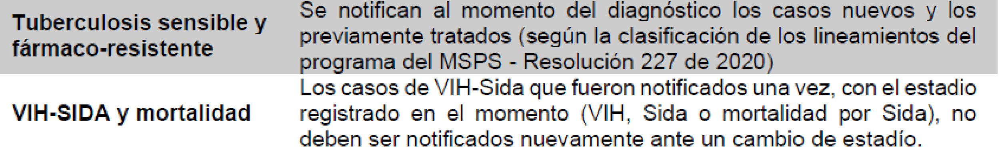 Tuberculosis sensible y
fármaco-resistente
Se notifican al momento del diagnóstico los casos nuevos y los
previamente tratados (según la clasificación de los lineamientos del
programa del MSPS - Resolución 227 de 2020)
VIH-SIDA y mortalidad
Los casos de VIH-Sida que fueron notificados una vez, con el estadio
registrado en el momento (VIH, Sida o mortalidad por Sida), no
deben ser notificados nuevamente ante un cambio de estadío.